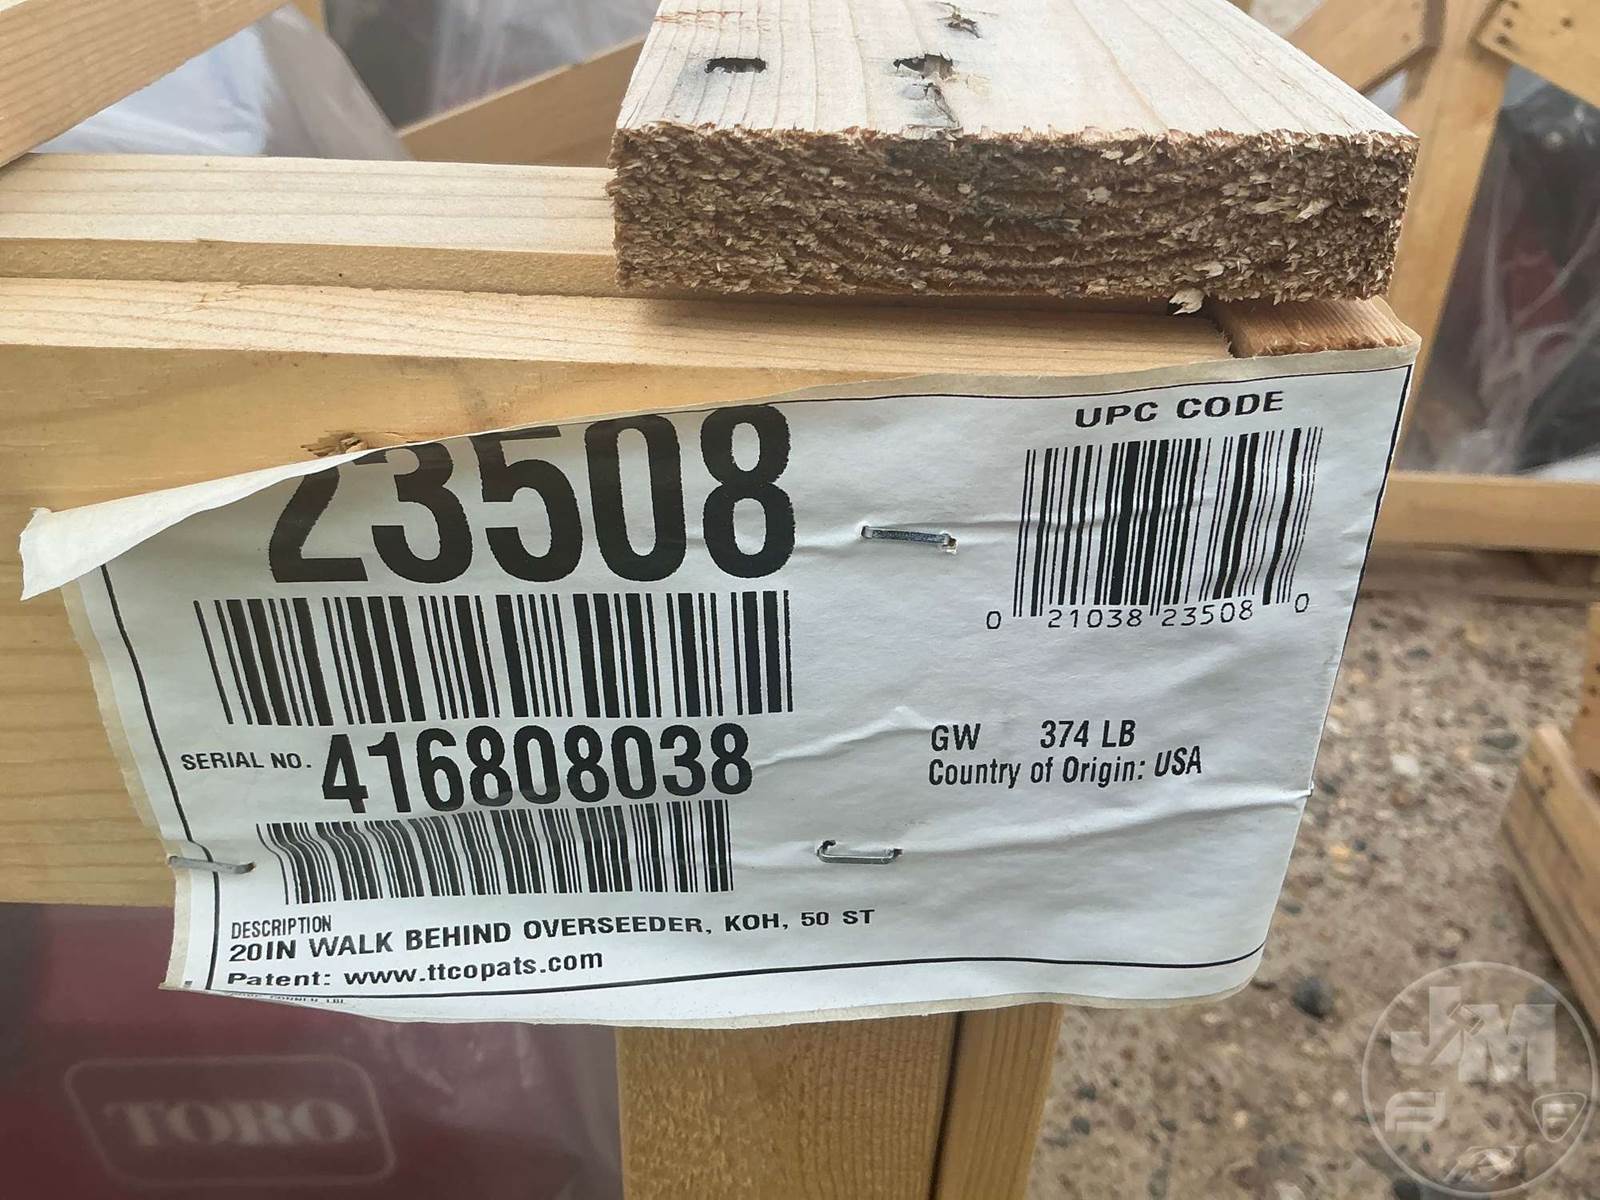 23508
UPC CODE
0 21038 23508 0
SERIAL NO. 416808038
GW 374 LB
Country of Origin: USA
DESCRIPTION
20IN WALK BEHIND OVERSEEDER, KOH, 50 ST
Patent: www.ttcopats.com
TORO
JM